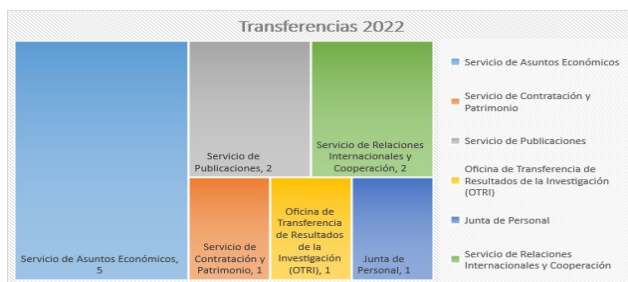 Transferencias 2022
Servicio de Asuntos Económicos,
5
Servicio de
Publicaciones, 2
Servicio de Relaciones
Internacionales y
Cooperación, 2
Servicio de
Contratación y
Patrimonio, 1
Oficina de
Transferencia
de Resultados
de la
Investigación
(OTRI), 1
Junta de
Personal, 1
Servicio de Asuntos Económicos
Servicio de Contratación y
Patrimonio
Servicio de Publicaciones
Oficina de Transferencia de
Resultados de la Investigación
(OTRI)
Junta de Personal
Servicio de Relaciones
Internacionales y Cooperación